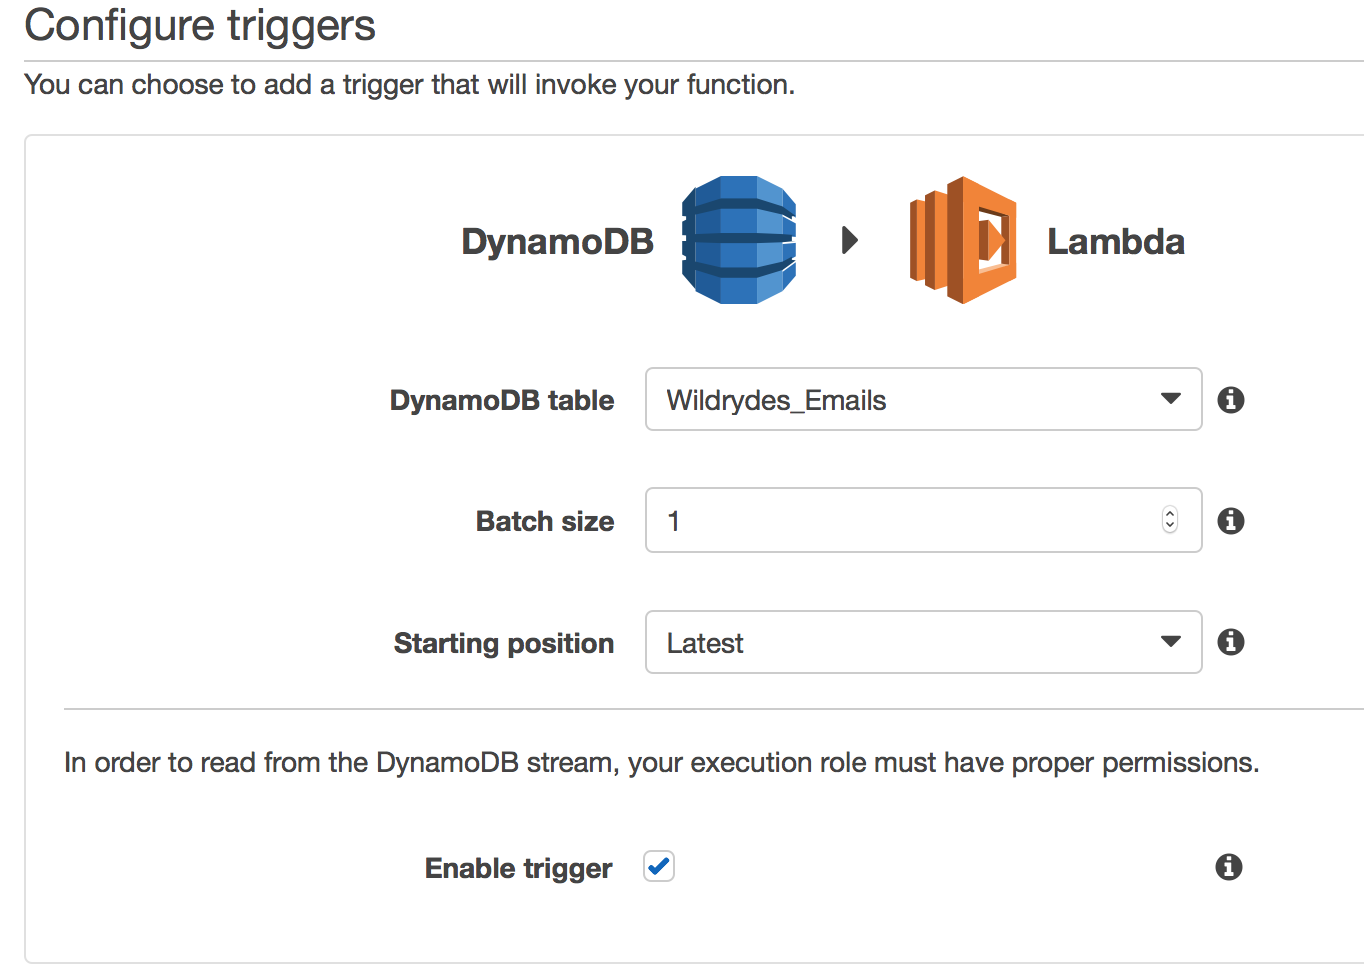 Configure triggers
You can choose to add a trigger that will invoke your function.
DynamoDB Lambda
DynamoDB table Wildrydes_Emails
Batch size 1
Starting position Latest
In order to read from the DynamoDB stream, your execution role must have proper permissions.
Enable trigger